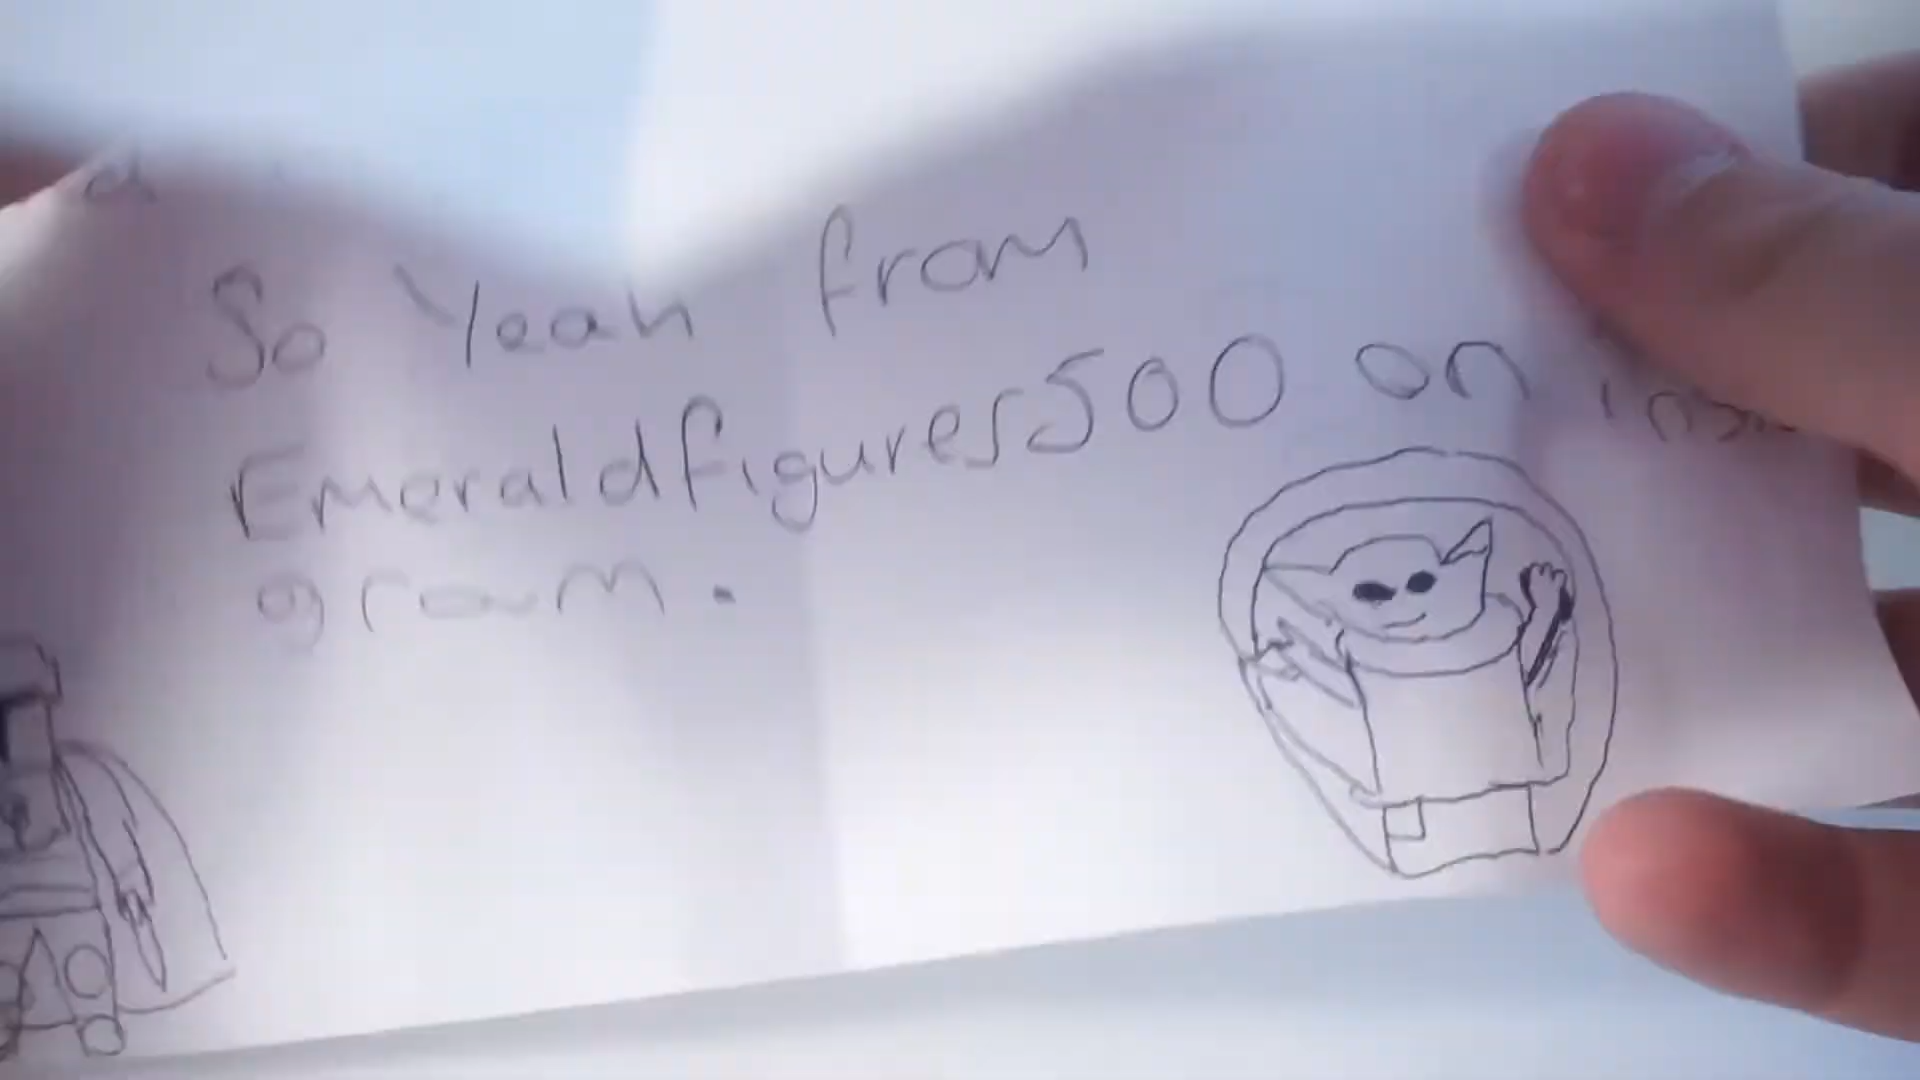 d
So Yeah from
Emeraldfigures500 on
gram.